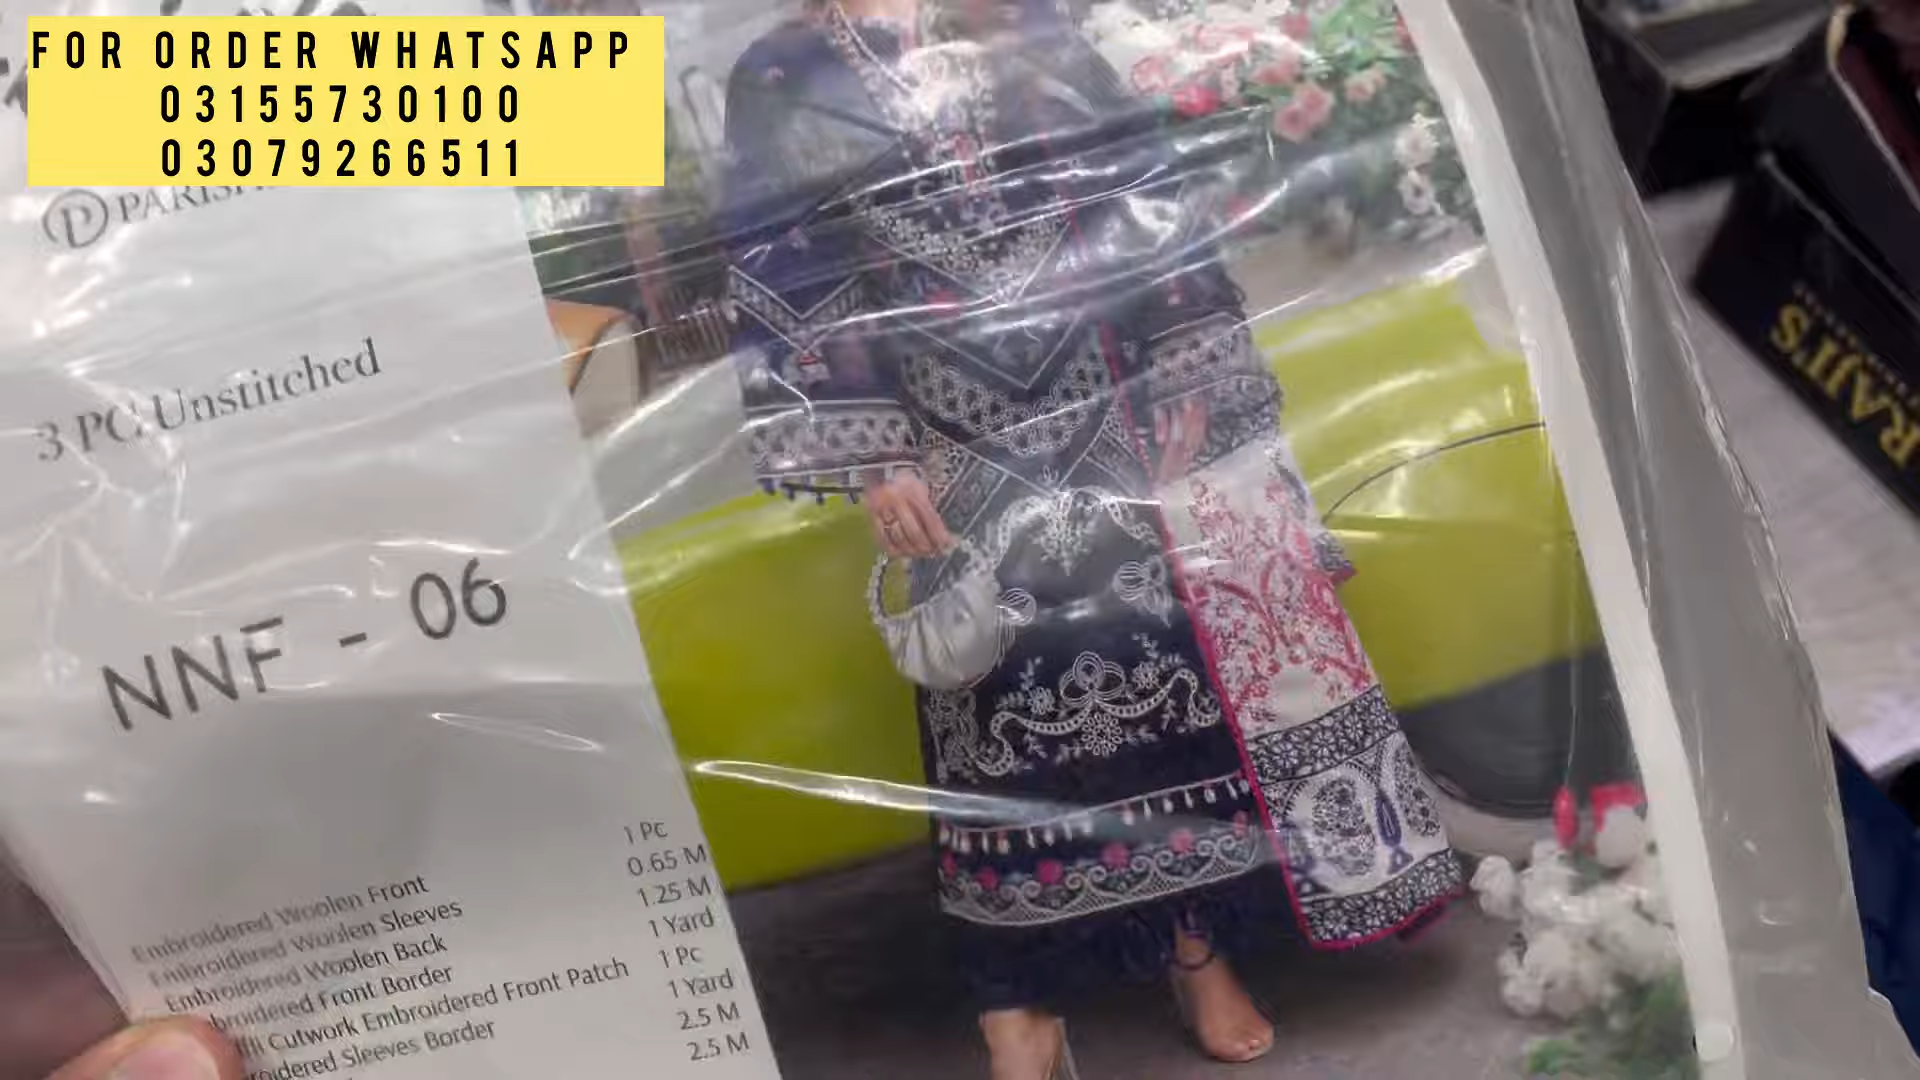 FOR ORDER WHATSAPP
03155730100
03079266511
3 PC Unstitched
NNF - 06
Embroidered Woolen Front 1 Pc
Embroidered Woolen Sleeves 0.65 M
Embroidered Woolen Back 1.25 M
Front Border 1 Yard
Cutwork Embroidered Front Patch 1 Pc
Sleeves Border 1 Yard
2.5 M
2.5 M
RAJI'S